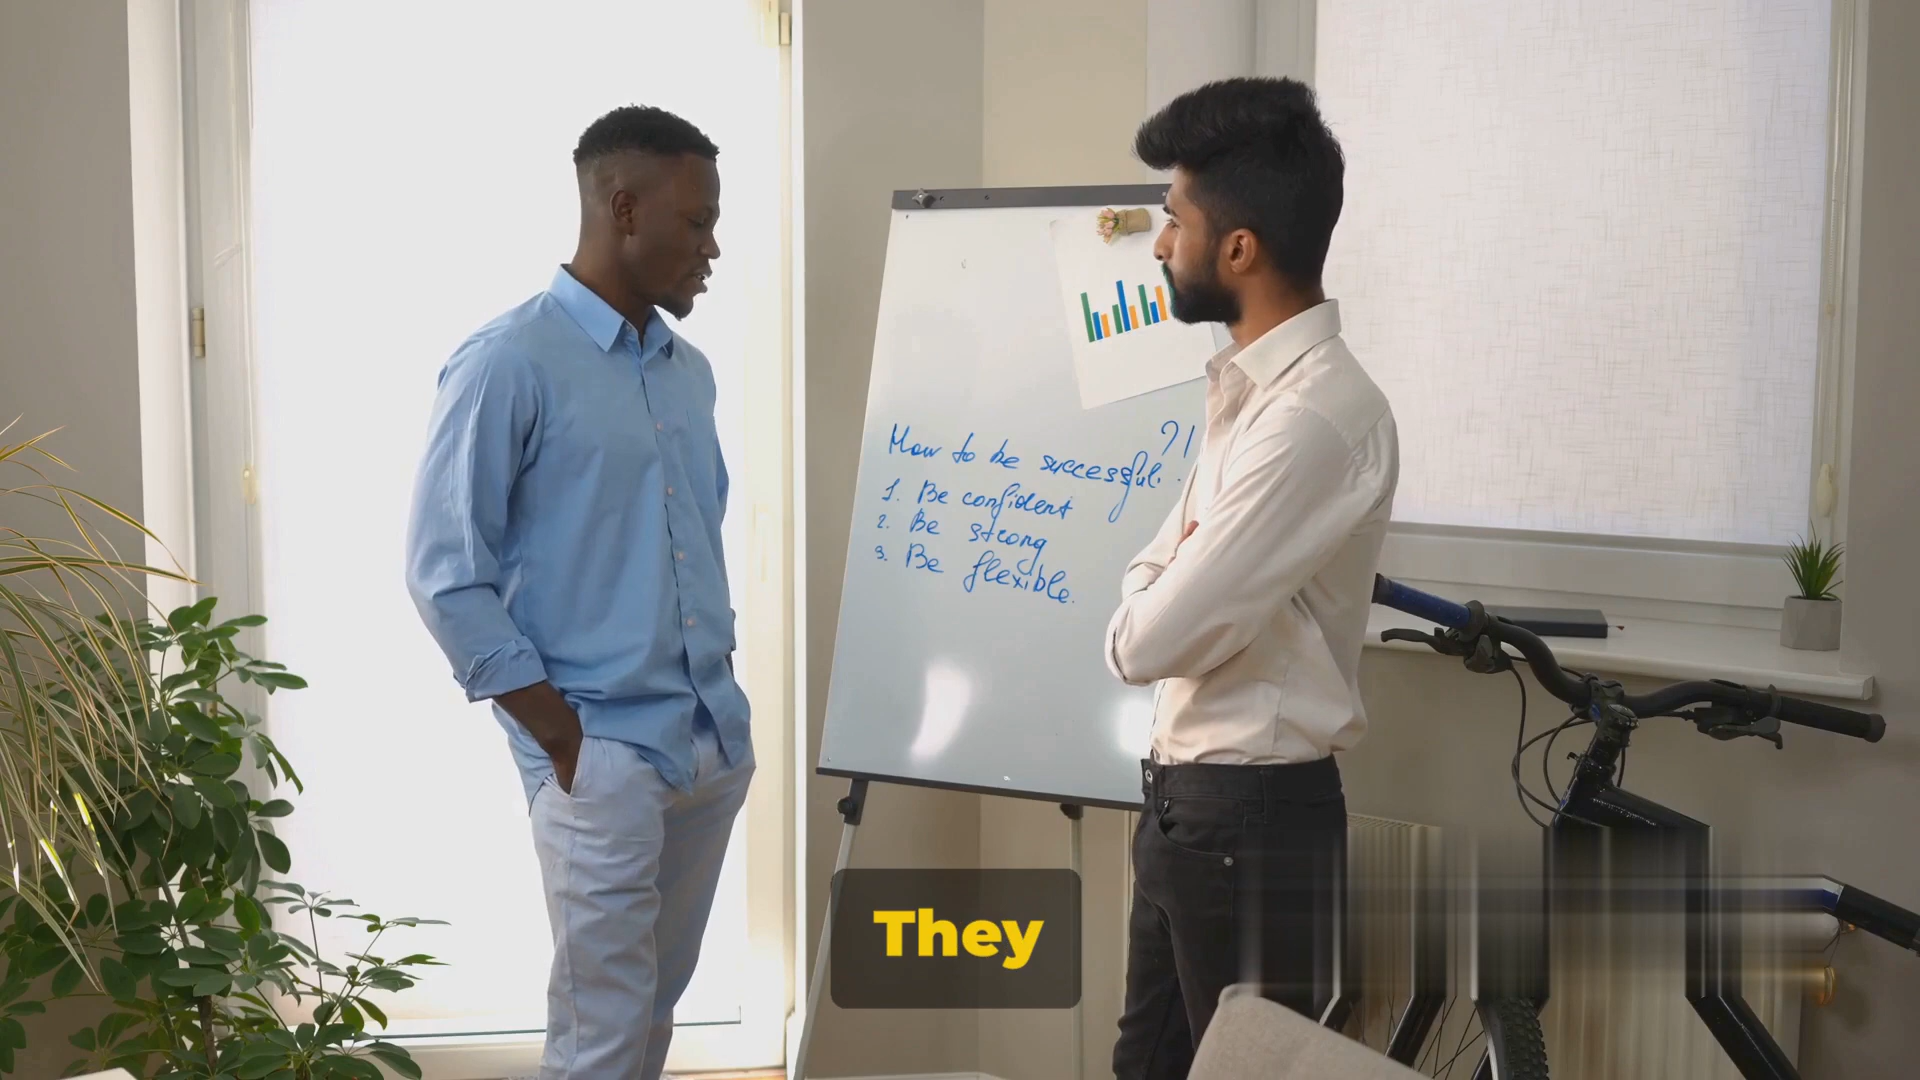 How to be successful?!
1. Be confident
2. Be strong
3. Be flexible.
They